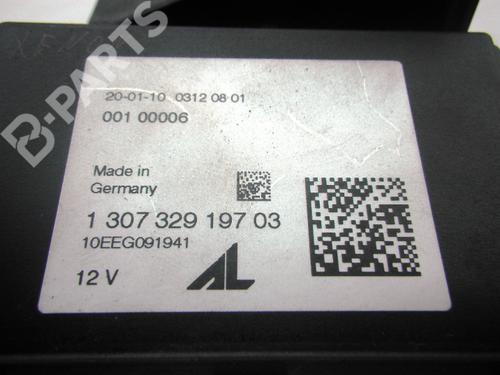 B-PARTS
20-01-10 0312 08 01
001 00006
Made in
Germany
1 307 329 197 03
10EEG091941
12 V
AL